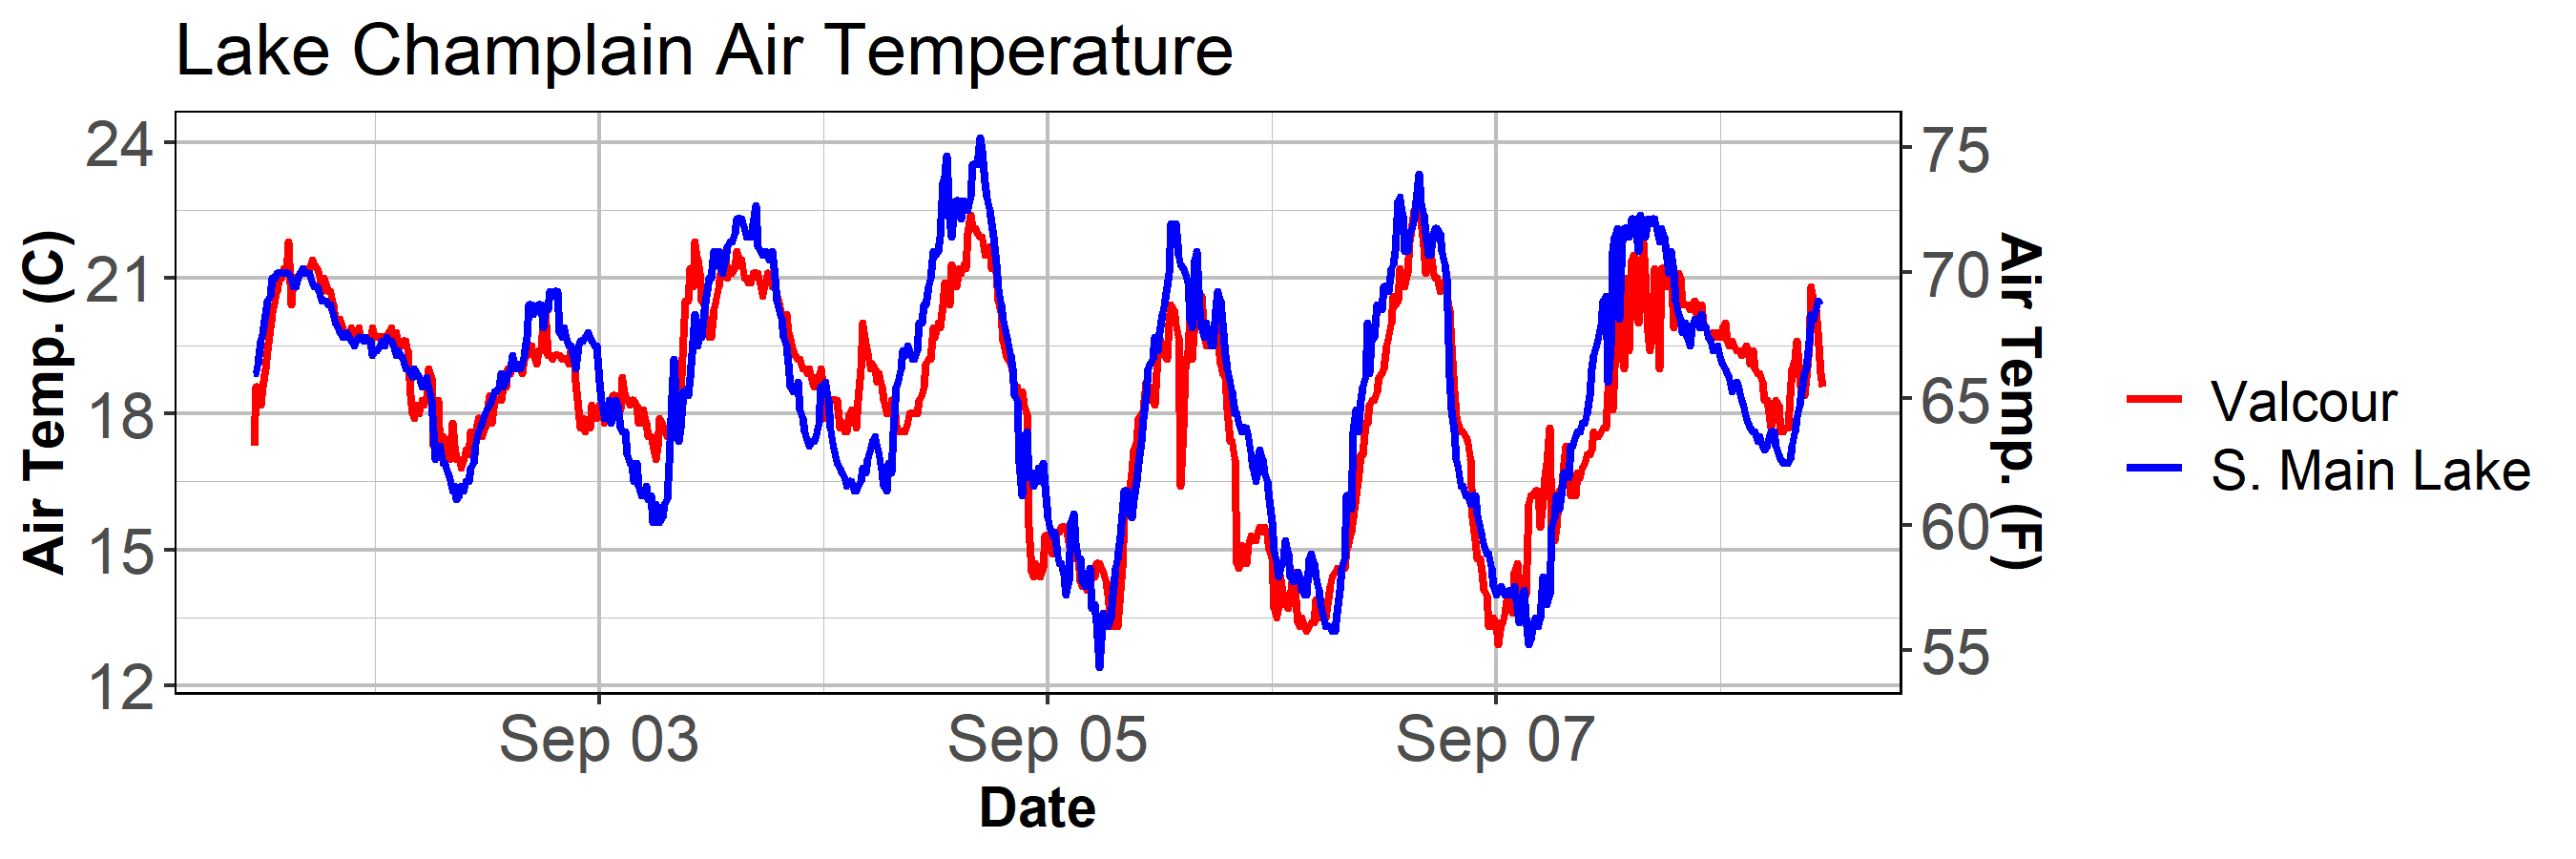 Lake Champlain Air Temperature
Air Temp. (C)
24
21
18
15
12
75
70
65
60
55
Air Temp. (F)
Sep 03
Sep 05
Sep 07
Date
Valcour
S. Main Lake